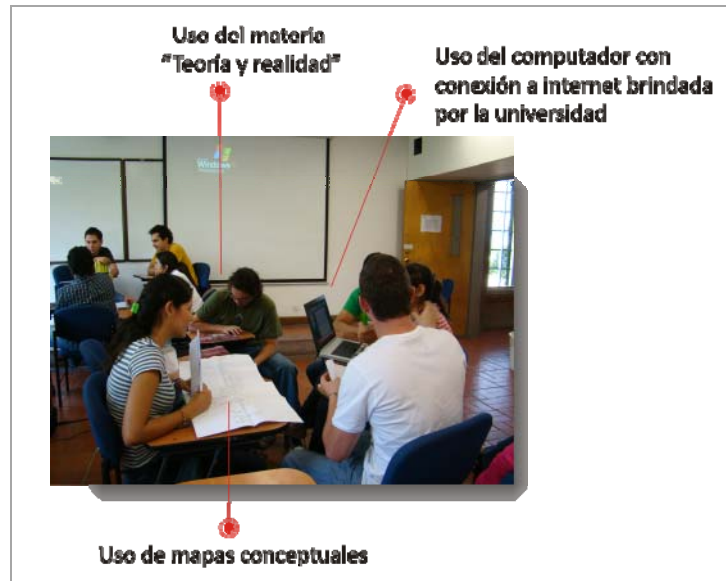 Uso del materia
"Teoría y realidad"
Uso del computador con
conexión a internet brindada
por la universidad
Windows
Uso de mapas conceptuales